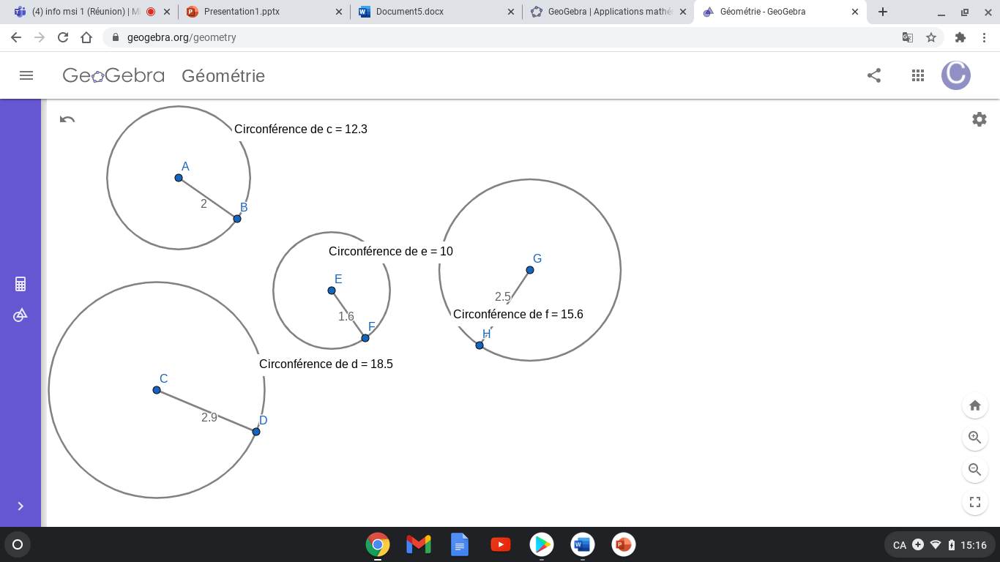 (4) info msi 1 (Réunion) | Mi
Presentation1.pptx
Document5.docx
GeoGebra | Applications mathé
Géométrie - GeoGebra
geogebra.org/geometry
GeoGebra Géométrie
C
Circonférence de c = 12.3
A
2
B
Circonférence de e = 10
E
1.6
F
G
2.5
Circonférence de f = 15.6
H
Circonférence de d = 18.5
C
2.9
D
CA 15:16